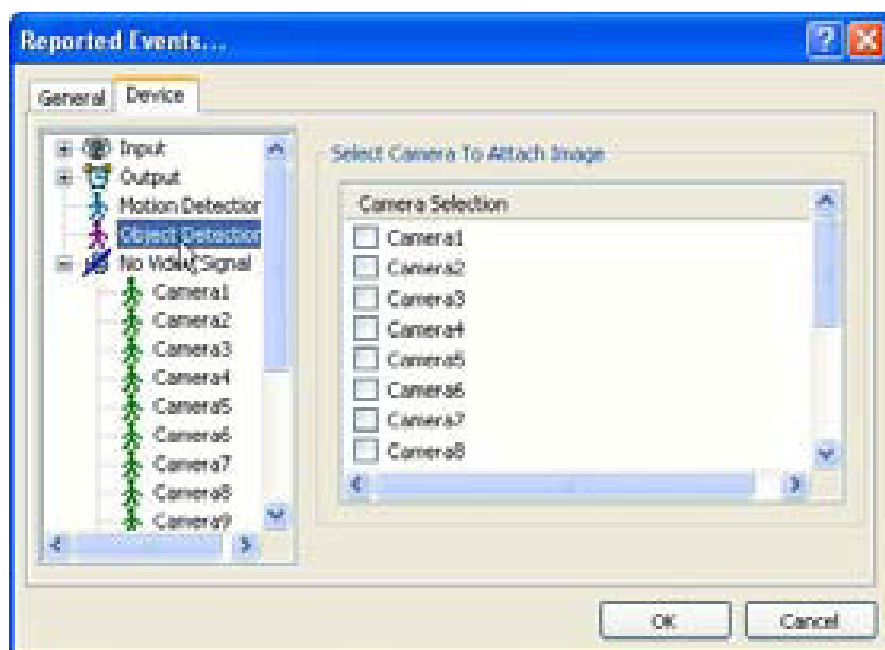 Reported Events...
General
Device
Input
Output
Motion Detection
Object Detection
No Video Signal
Camera1
Camera2
Camera3
Camera4
Camera5
Camera6
Camera7
Camera8
Camera9
Select Camera To Attach Image
Camera Selection
Camera1
Camera2
Camera3
Camera4
Camera5
Camera6
Camera7
Camera8
OK
Cancel